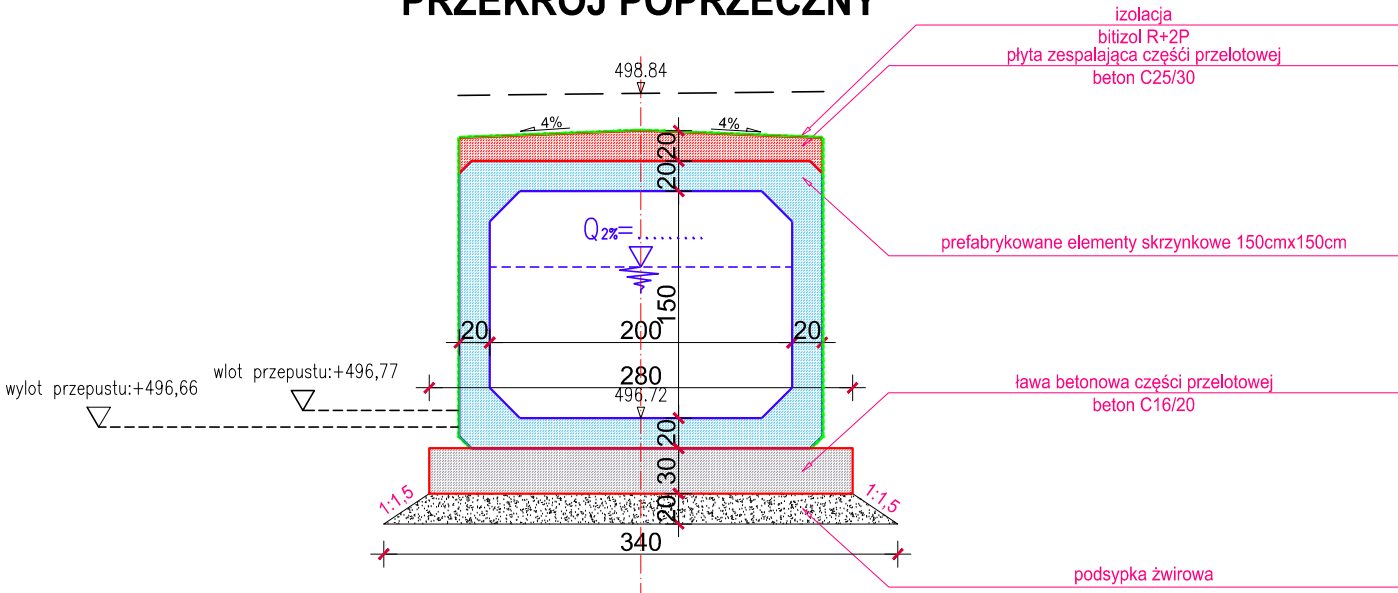 PRZEKRÓJ POPRZECZNY
izolacja
bitizol R+2P
płyta zespalająca częśći przelotowej
beton C25/30
498.84
4%
4%
20
20
prefabrykowane elementy skrzynkowe 150cmx150cm
Q2%=.........
150
20
200
20
wlot przepustu:+496,77
wylot przepustu:+496,66
280
496.72
ława betonowa części przelotowej
beton C16/20
20
30
1:1,5
1:1,5
20
340
podsypka żwirowa